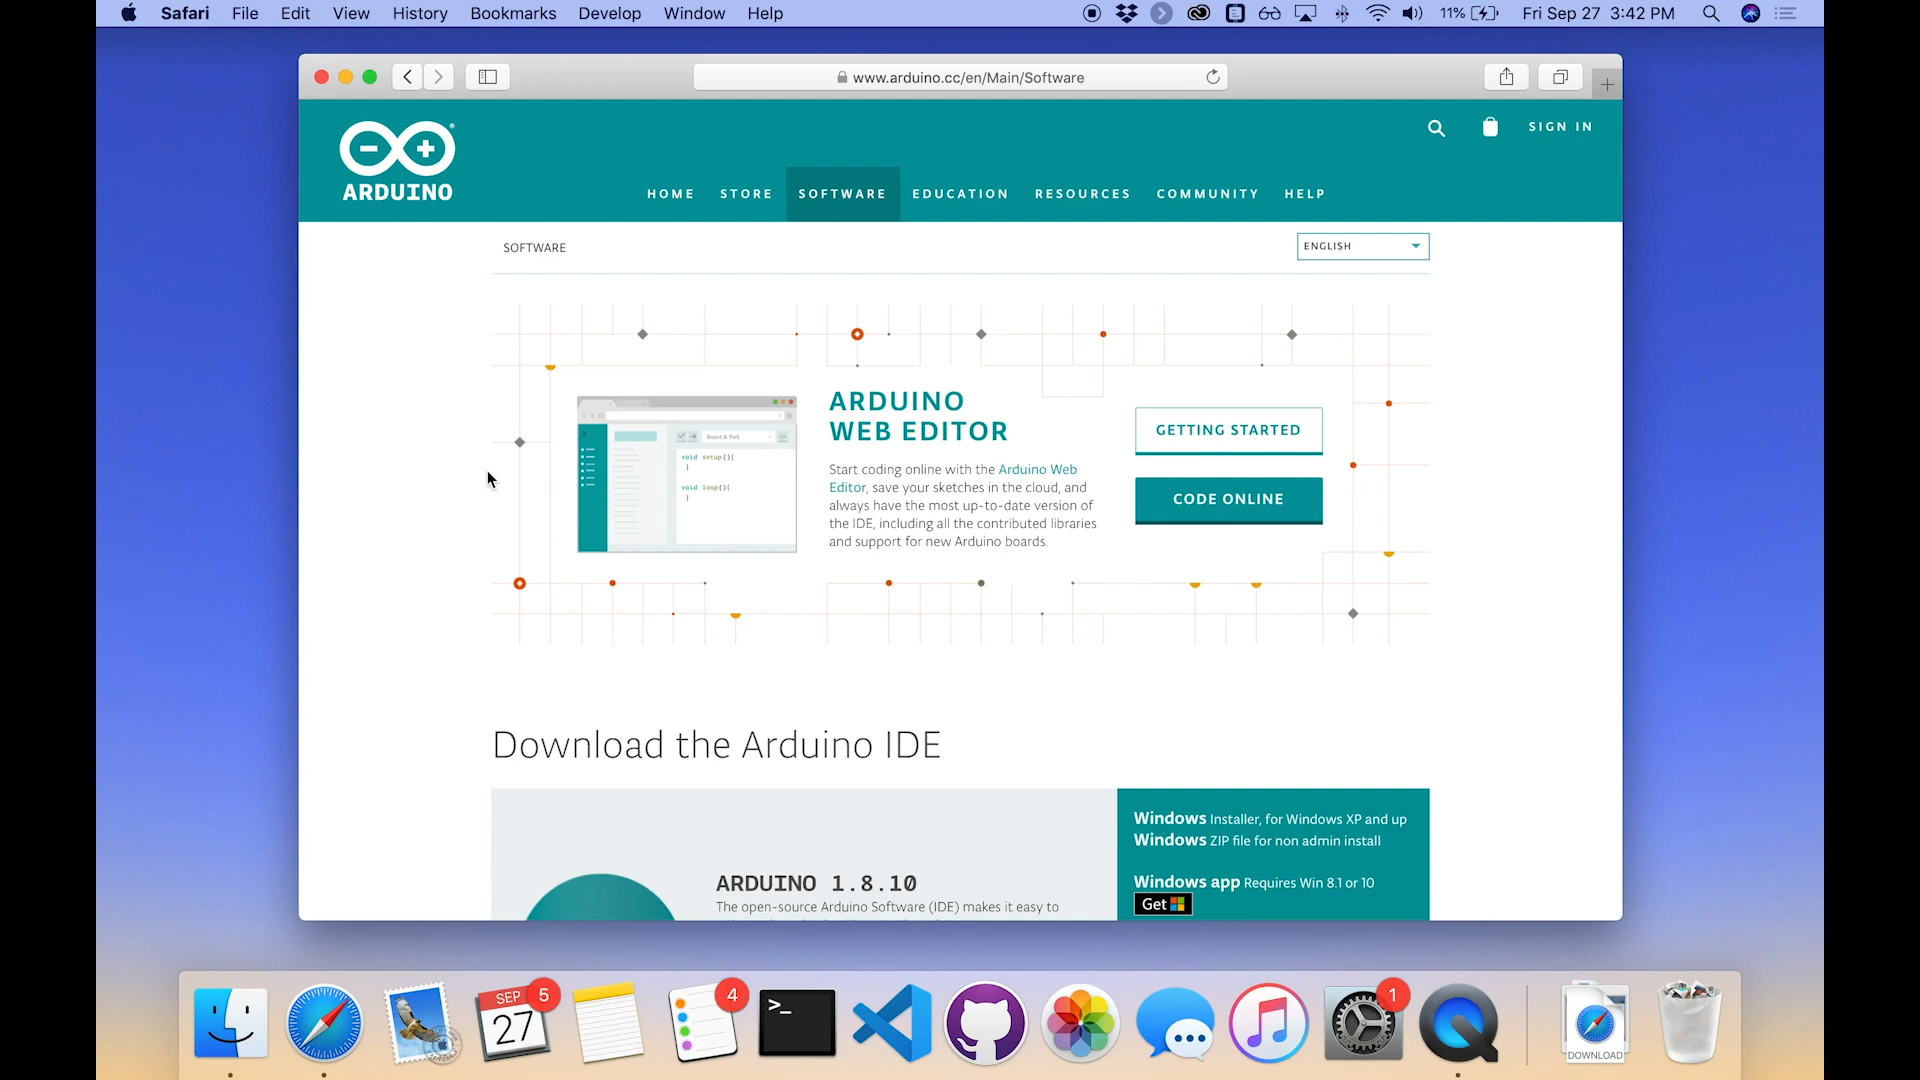 Safari File Edit View History Bookmarks Develop Window Help 11% Fri Sep 27 3:42 PM
www.arduino.cc/en/Main/Software
SIGN IN
ARDUINO
HOME STORE SOFTWARE EDUCATION RESOURCES COMMUNITY HELP
SOFTWARE
ENGLISH
Board & Port
void setup(){
}
void loop(){
}
ARDUINO
WEB EDITOR
Start coding online with the Arduino Web
Editor, save your sketches in the cloud, and
always have the most up-to-date version of
the IDE, including all the contributed libraries
and support for new Arduino boards.
GETTING STARTED
CODE ONLINE
Download the Arduino IDE
ARDUINO 1.8.10
The open-source Arduino Software (IDE) makes it easy to
Windows Installer, for Windows XP and up
Windows ZIP file for non admin install
Windows app Requires Win 8.1 or 10
Get
SEP
27
5
4
>_
1
DOWNLOAD